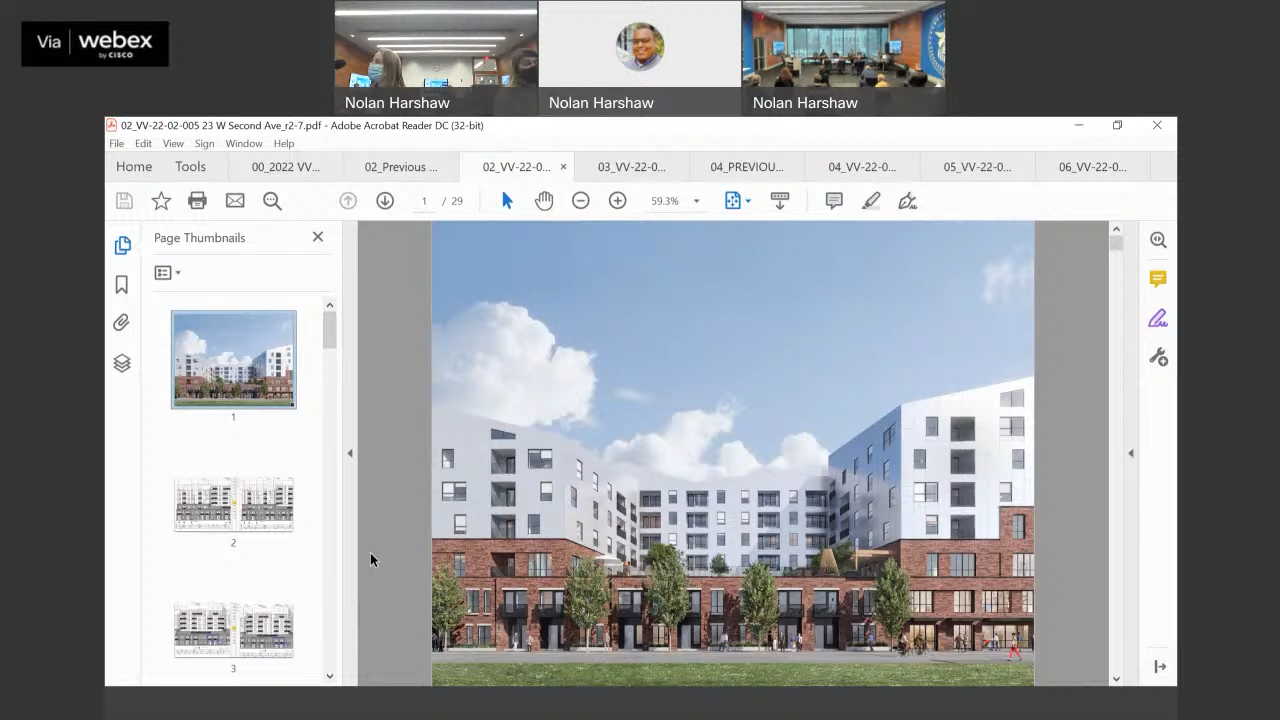 Via webex
by CISCO
Nolan Harshaw
Nolan Harshaw
Nolan Harshaw
02_VV-22-02-005 23 W Second Ave_r2-7.pdf - Adobe Acrobat Reader DC (32-bit)
File Edit View Sign Window Help
Home Tools 00_2022 VV... 02_Previous ... 02_VV-22-0... × 03_VV-22-0... 04_PREVIOU... 04_VV-22-0... 05_VV-22-0... 06_VV-22-0...
1 / 29 59.3%
Page Thumbnails
1
2
3